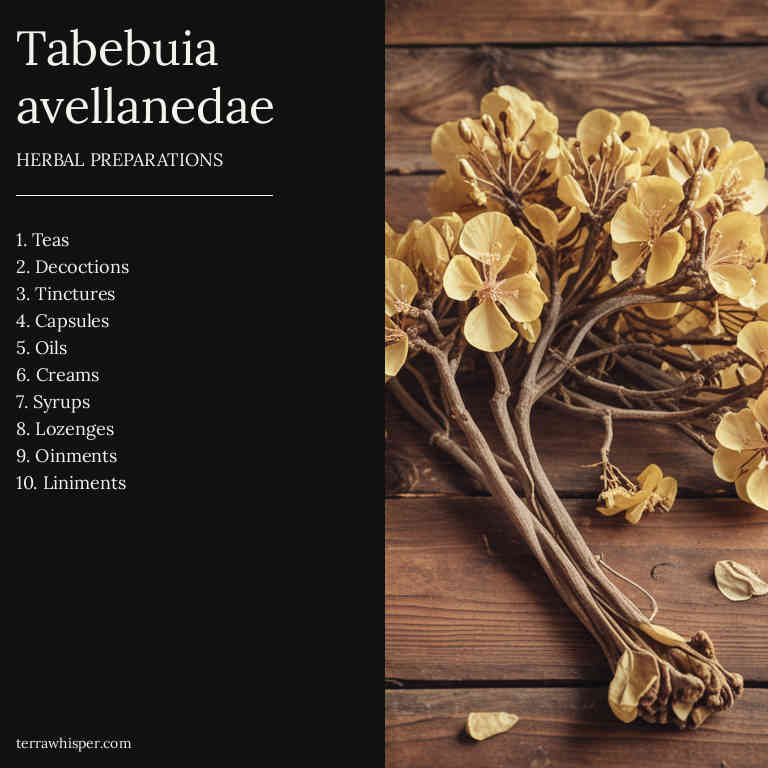 Tabebuia
avellanedae
HERBAL PREPARATIONS
1. Teas
2. Decoctions
3. Tinctures
4. Capsules
5. Oils
6. Creams
7. Syrups
8. Lozenges
9. Oinments
10. Liniments
terrawhisper.com